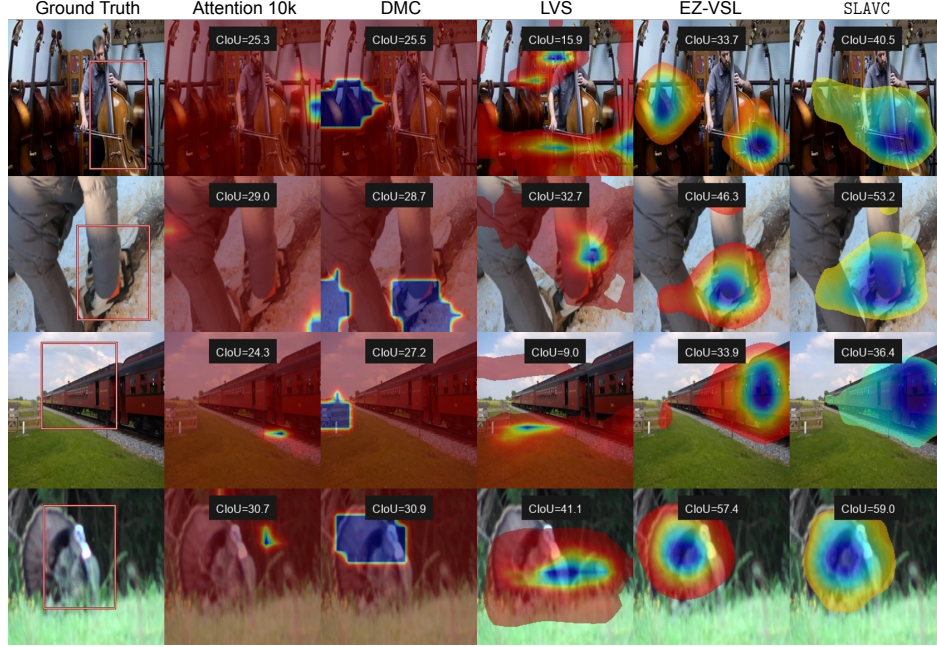 Ground Truth Attention 10k DMC LVS EZ-VSL SLAVC
CIoU=25.3 CIoU=25.5 CIoU=15.9 CIoU=33.7 CIoU=40.5
CIoU=29.0 CIoU=28.7 CIoU=32.7 CIoU=46.3 CIoU=53.2
CIoU=24.3 CIoU=27.2 CIoU=9.0 CIoU=33.9 CIoU=36.4
CIoU=30.7 CIoU=30.9 CIoU=41.1 CIoU=57.4 CIoU=59.0